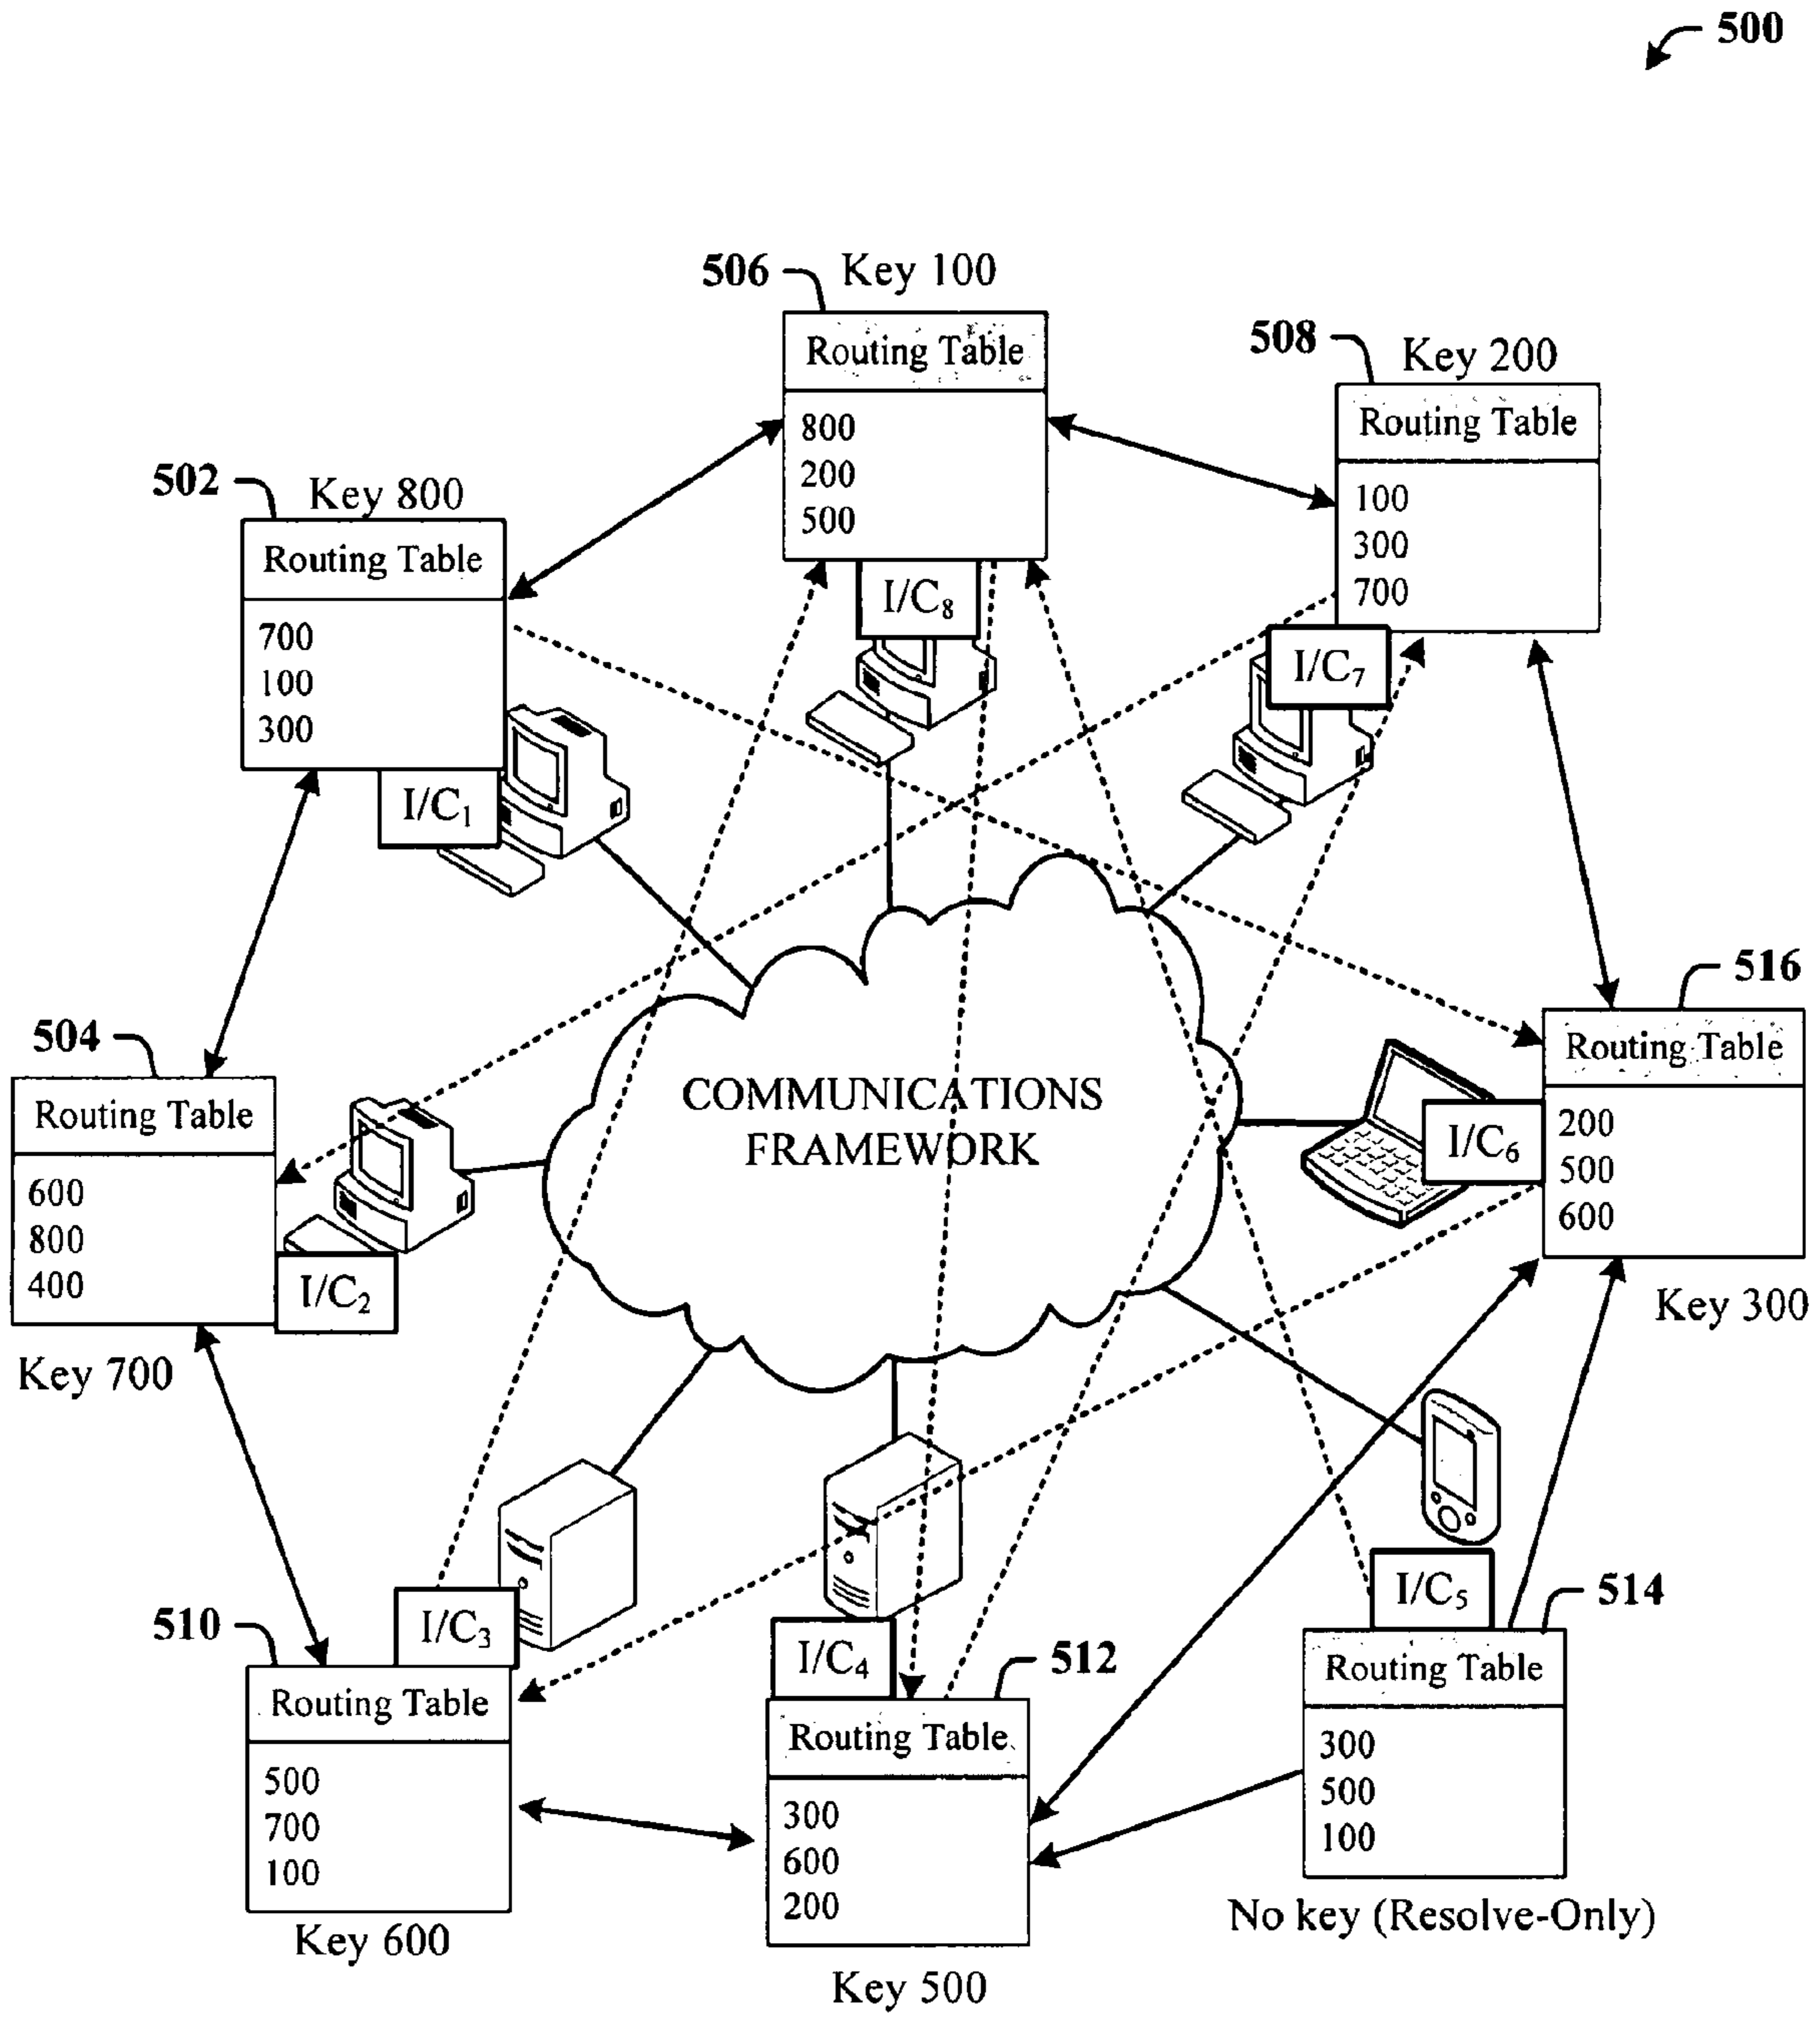 500
506
Key 100
Routing Table
800
200
500
I/C8
508
Key 200
Routing Table
100
300
700
I/C7
502
Key 800
Routing Table
700
100
300
I/C1
516
Routing Table
200
500
600
I/C6
Key 300
504
Routing Table
600
800
400
I/C2
Key 700
COMMUNICATIONS
FRAMEWORK
510
I/C3
Routing Table
500
700
100
Key 600
I/C4
512
Routing Table
300
600
200
Key 500
I/C5
514
Routing Table
300
500
100
No key (Resolve-Only)